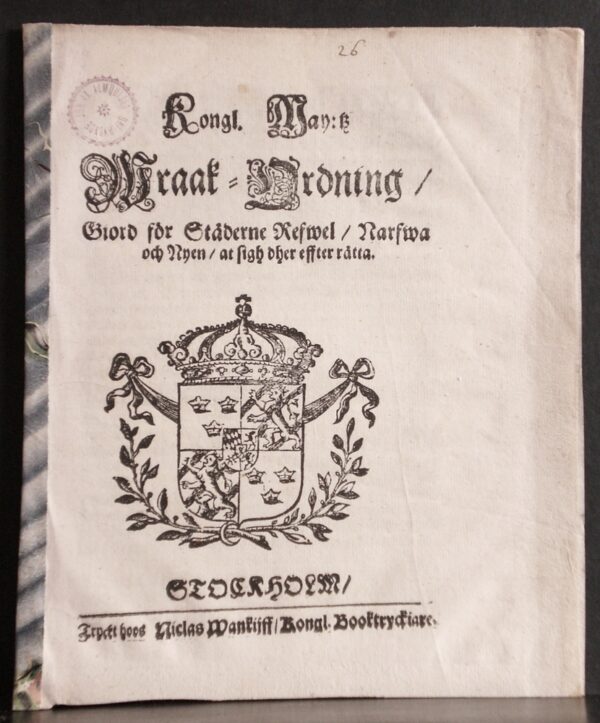 26
Kongl. May:tz
Wraak-Ordning /
Giord för Städerne Refwel / Narfwa
och Nyen / at sigh dher effter rätta.
STOCKHOLM /
Tryckt hoos Niclas Wankijff / Kongl. Booktryckiare.